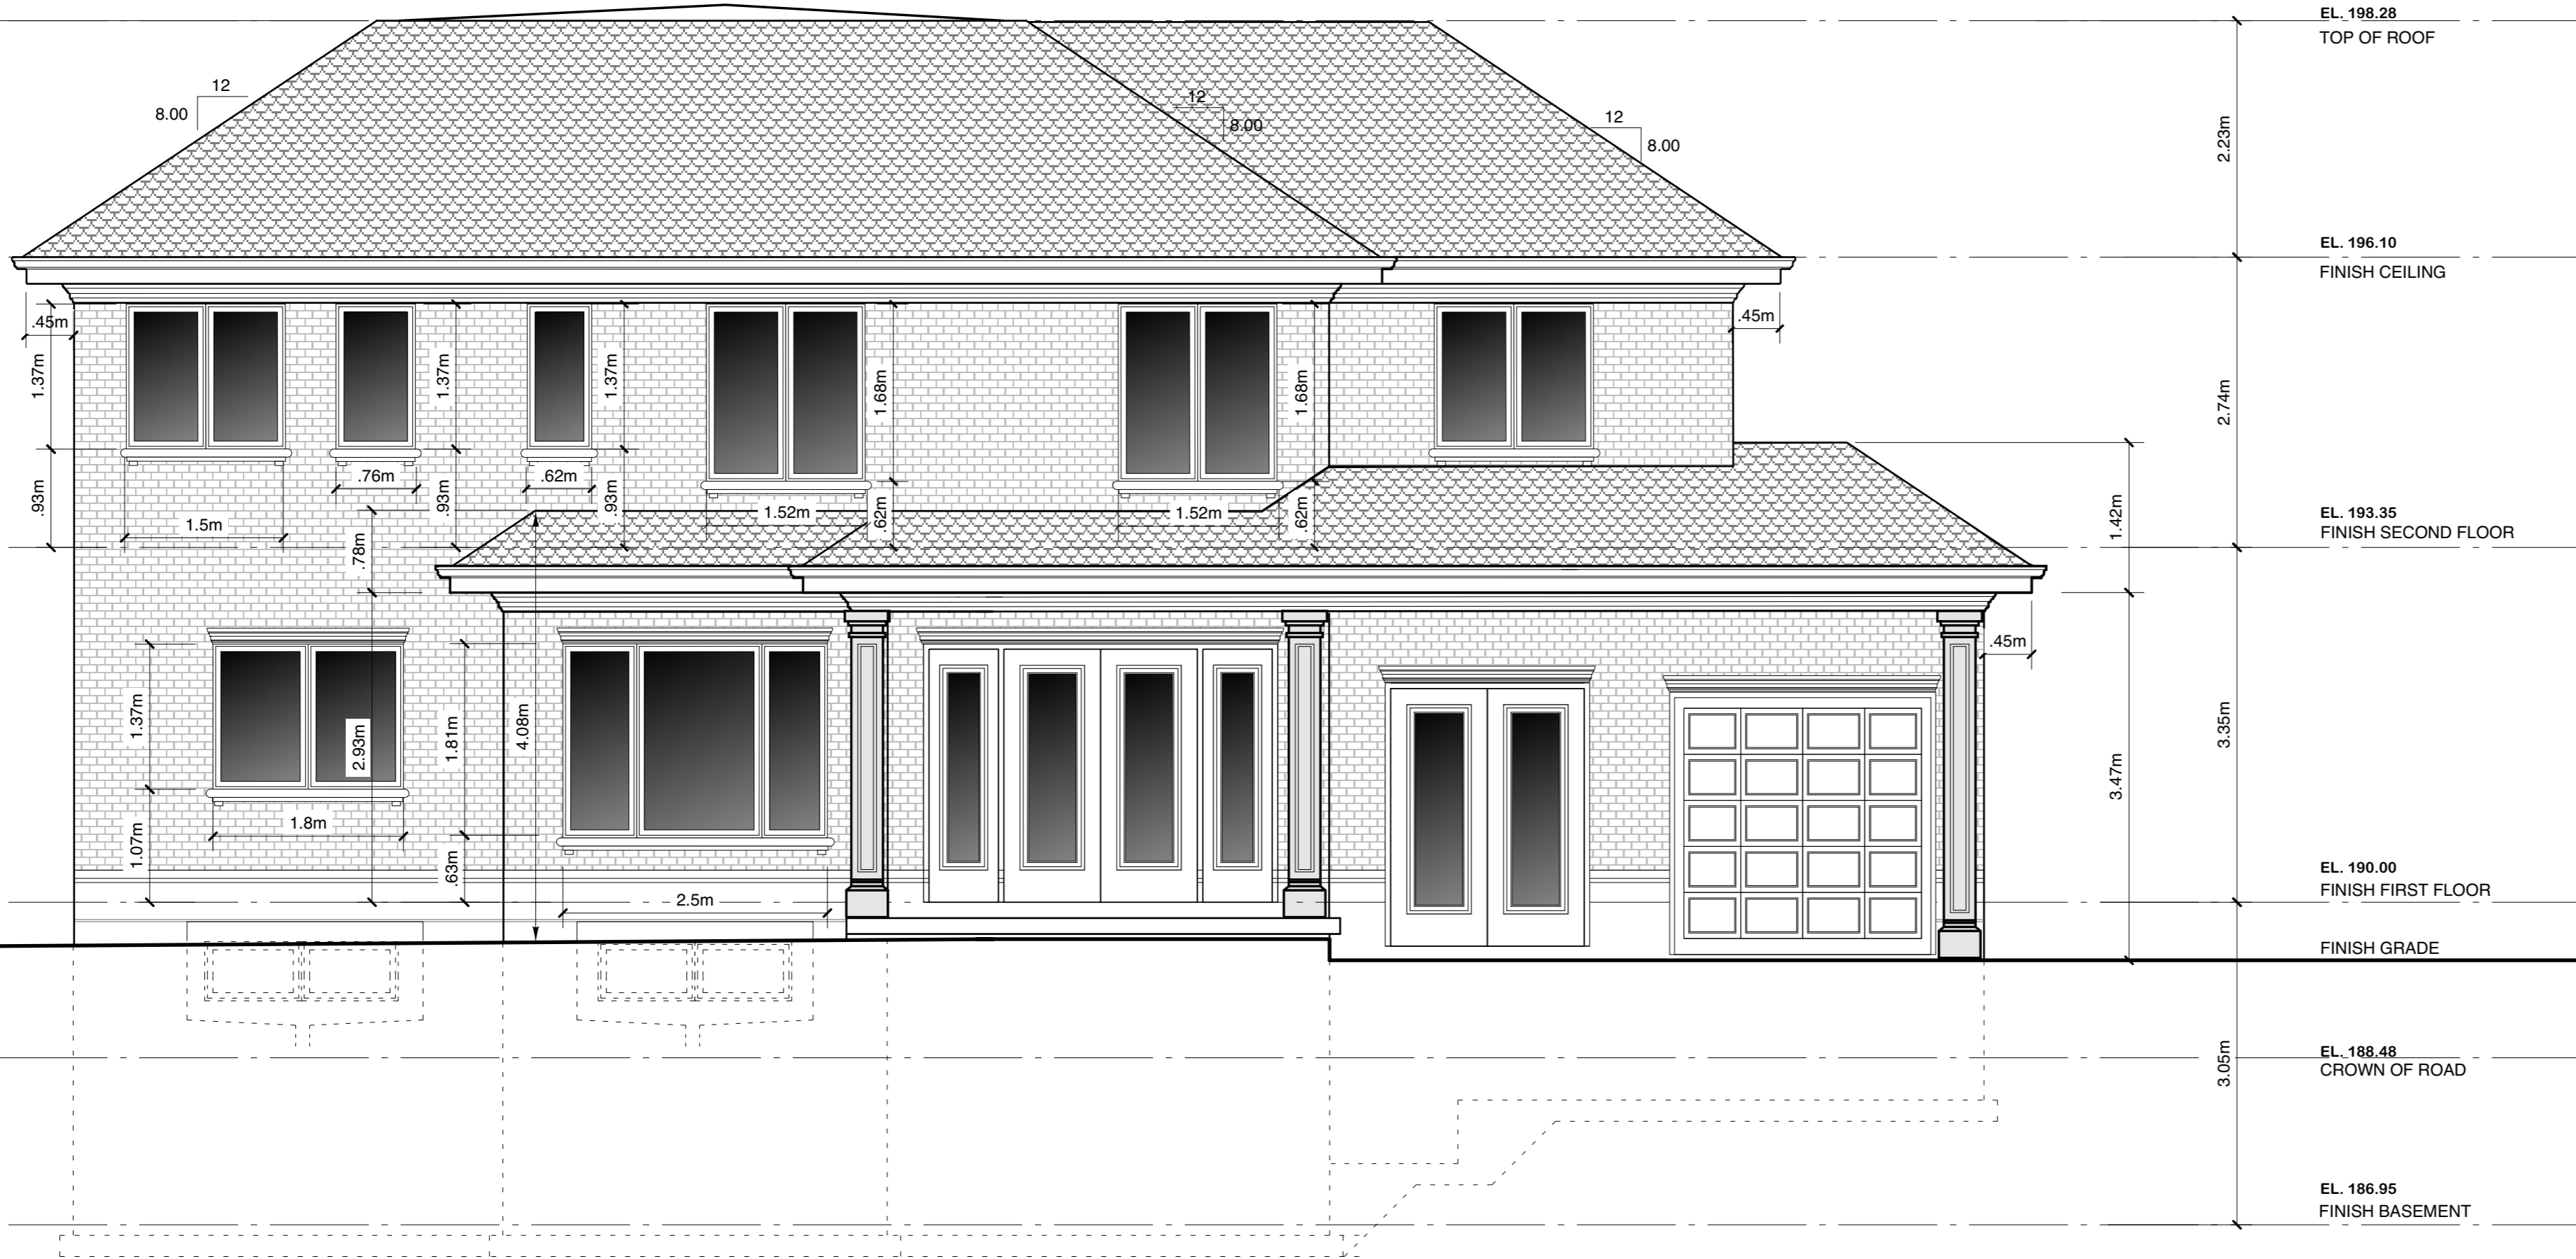 EL. 198.28
TOP OF ROOF
12
8.00
12
8.00
12
8.00
2.23m
EL. 196.10
FINISH CEILING
.45m
.45m
1.37m
1.37m
1.37m
1.68m
1.68m
2.74m
.93m
.76m
.93m
.62m
.93m
1.5m
1.52m
.62m
1.52m
.62m
1.42m
EL. 193.35
FINISH SECOND FLOOR
.78m
.45m
1.37m
2.93m
1.81m
4.08m
3.35m
3.47m
1.8m
1.07m
.63m
2.5m
EL. 190.00
FINISH FIRST FLOOR
FINISH GRADE
3.05m
EL. 188.48
CROWN OF ROAD
EL. 186.95
FINISH BASEMENT